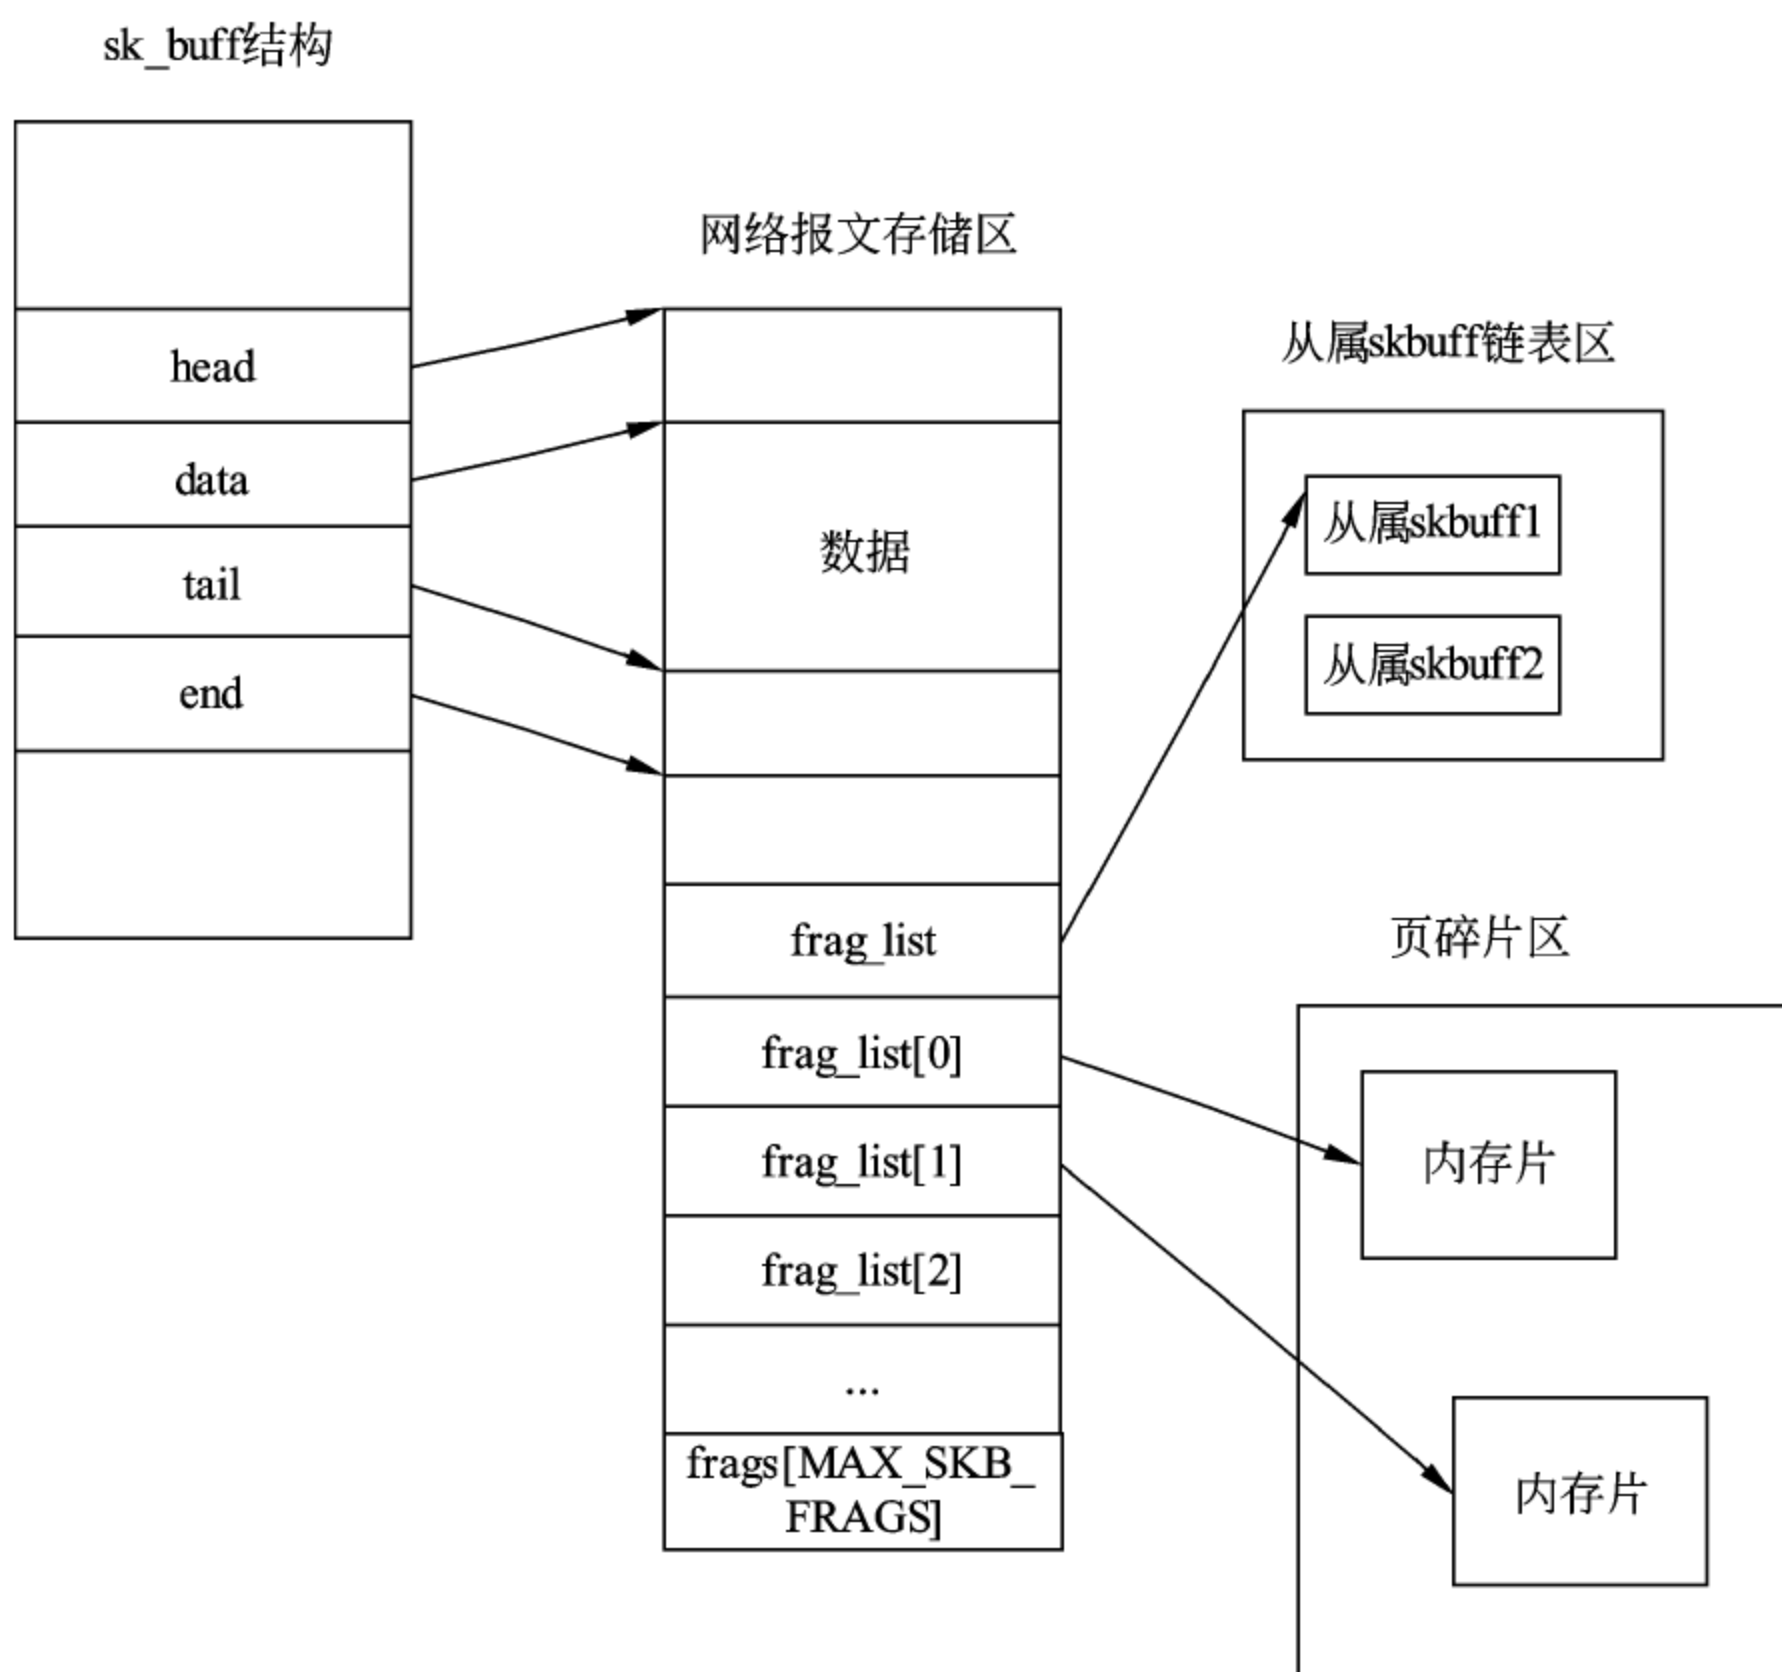 sk_buff结构
head
data
tail
end
网络报文存储区
数据
frag_list
frag_list[0]
frag_list[1]
frag_list[2]
...
frags[MAX_SKB_
FRAGS]
从属skbuff链表区
从属skbuff1
从属skbuff2
页碎片区
内存片
内存片